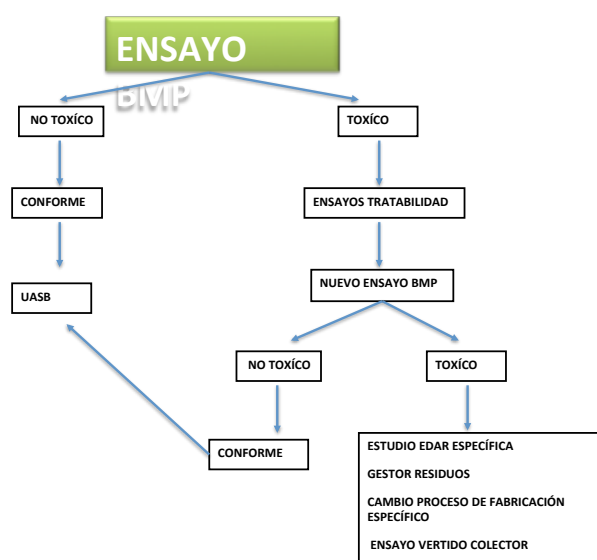 ENSAYO
BMP
NO TOXÍCO
TOXÍCO
CONFORME
ENSAYOS TRATABILIDAD
UASB
NUEVO ENSAYO BMP
NO TOXÍCO
TOXÍCO
CONFORME
ESTUDIO EDAR ESPECÍFICA
GESTOR RESIDUOS
CAMBIO PROCESO DE FABRICACIÓN
ESPECÍFICO
ENSAYO VERTIDO COLECTOR